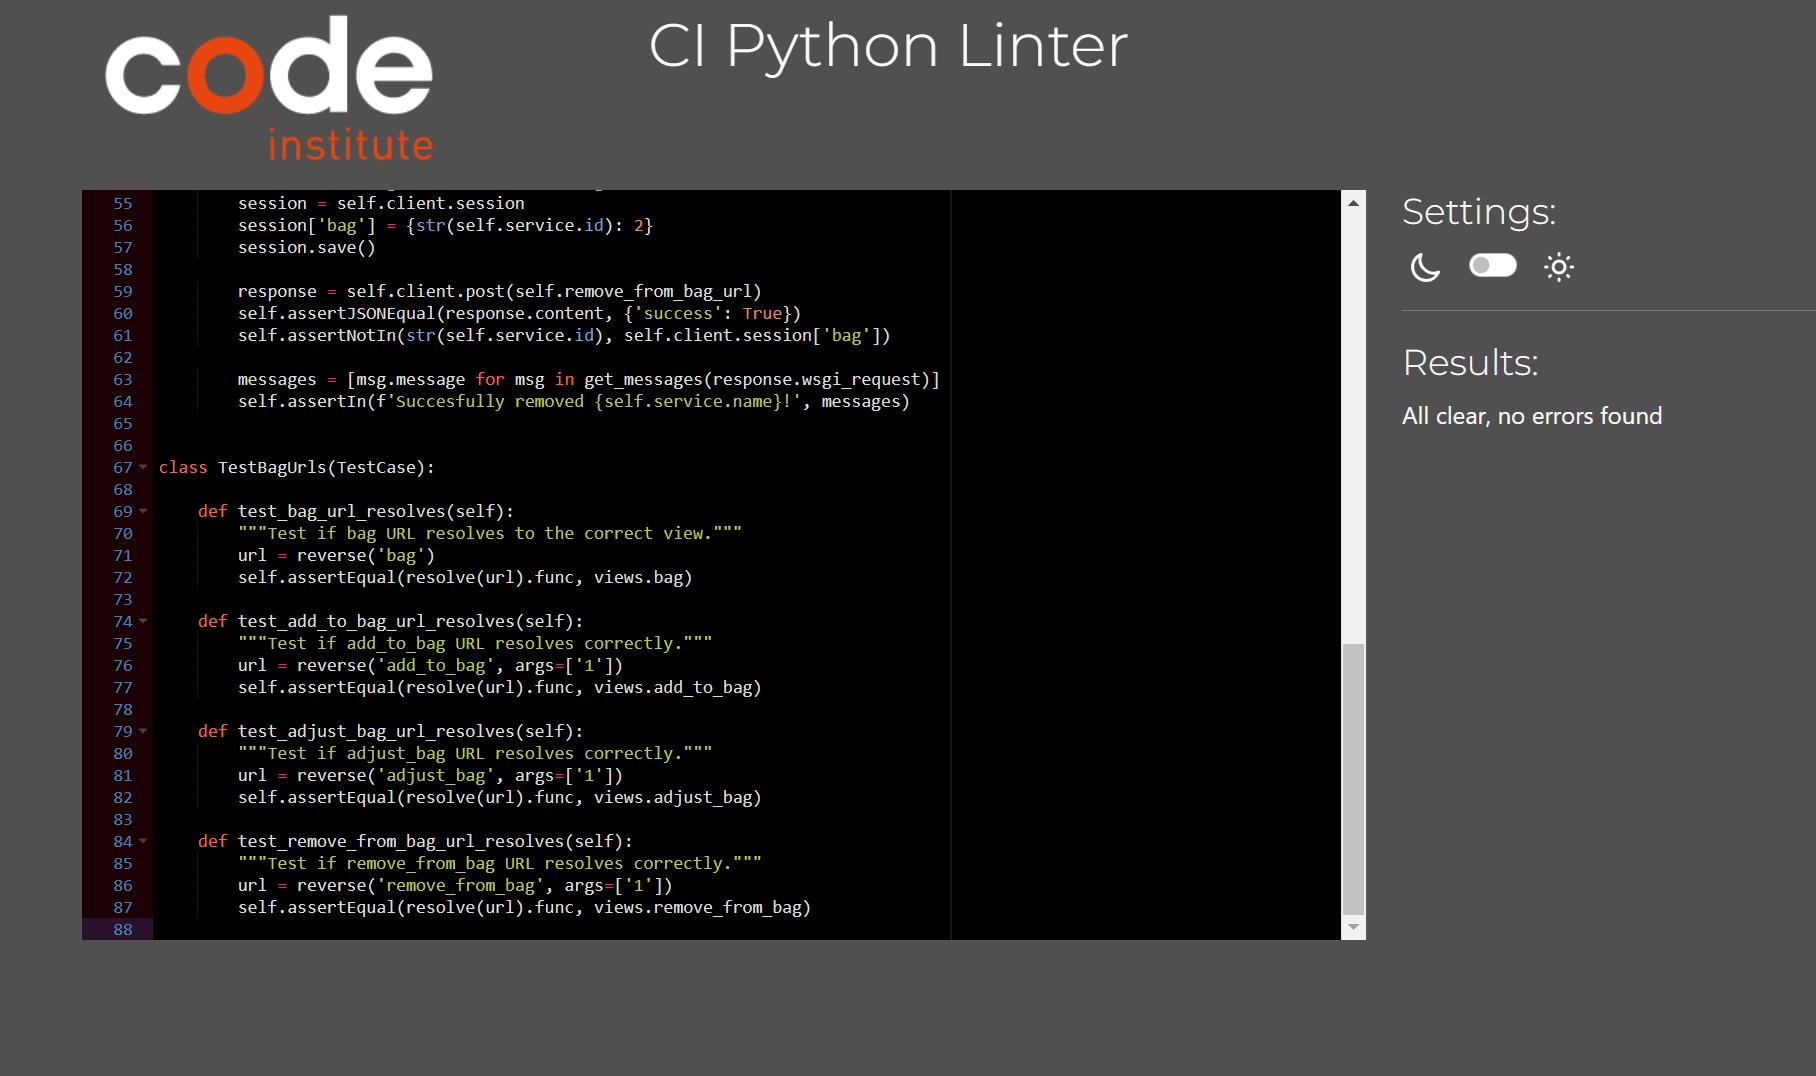 code
institute
CI Python Linter
55 session = self.client.session
56 session['bag'] = {str(self.service.id): 2}
57 session.save()
58
59 response = self.client.post(self.remove_from_bag_url)
60 self.assertJSONEqual(response.content, {'success': True})
61 self.assertNotIn(str(self.service.id), self.client.session['bag'])
62
63 messages = [msg.message for msg in get_messages(response.wsgi_request)]
64 self.assertIn(f'Succesfully removed {self.service.name}!', messages)
65
66
67 class TestBagUrls(TestCase):
68
69 def test_bag_url_resolves(self):
70 """Test if bag URL resolves to the correct view."""
71 url = reverse('bag')
72 self.assertEqual(resolve(url).func, views.bag)
73
74 def test_add_to_bag_url_resolves(self):
75 """Test if add_to_bag URL resolves correctly."""
76 url = reverse('add_to_bag', args=['1'])
77 self.assertEqual(resolve(url).func, views.add_to_bag)
78
79 def test_adjust_bag_url_resolves(self):
80 """Test if adjust_bag URL resolves correctly."""
81 url = reverse('adjust_bag', args=['1'])
82 self.assertEqual(resolve(url).func, views.adjust_bag)
83
84 def test_remove_from_bag_url_resolves(self):
85 """Test if remove_from_bag URL resolves correctly."""
86 url = reverse('remove_from_bag', args=['1'])
87 self.assertEqual(resolve(url).func, views.remove_from_bag)
88
Settings:
Results:
All clear, no errors found